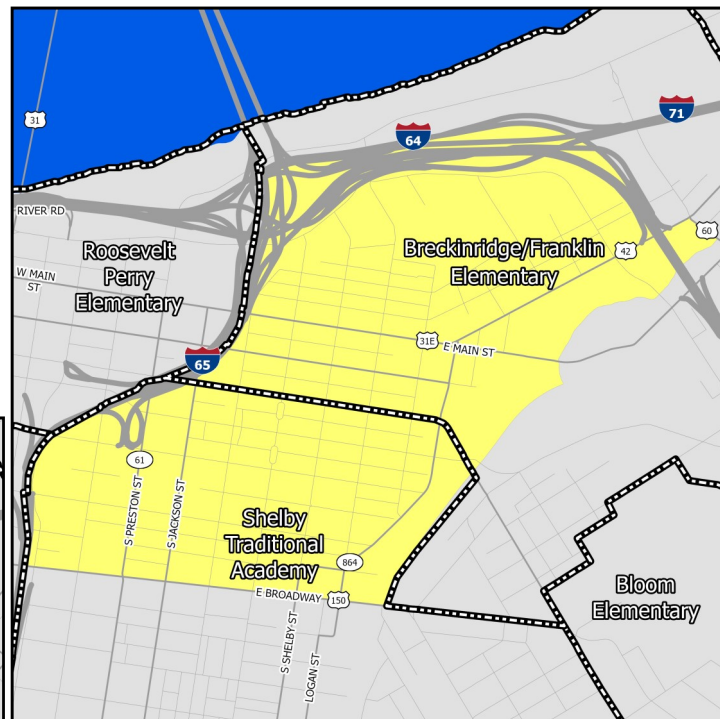 31
71
64
RIVER RD
60
Roosevelt
Perry
Elementary
Breckinridge/Franklin
Elementary
42
W MAIN
ST
31E
E MAIN ST
65
61
S PRESTON ST
S JACKSON ST
Shelby
Traditional
Academy
864
E BROADWAY
150
Bloom
Elementary
S SHELBY ST
LOGAN ST